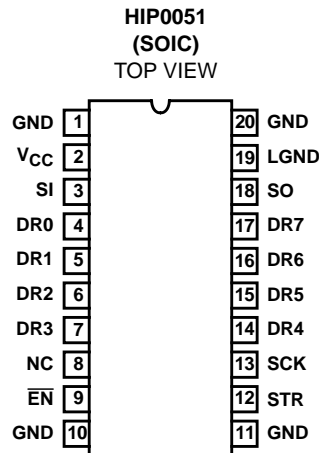 HIP0051
(SOIC)
TOP VIEW
GND 1 20 GND
VCC 2 19 LGND
SI 3 18 SO
DR0 4 17 DR7
DR1 5 16 DR6
DR2 6 15 DR5
DR3 7 14 DR4
NC 8 13 SCK
E̅N̅ 9 12 STR
GND 10 11 GND